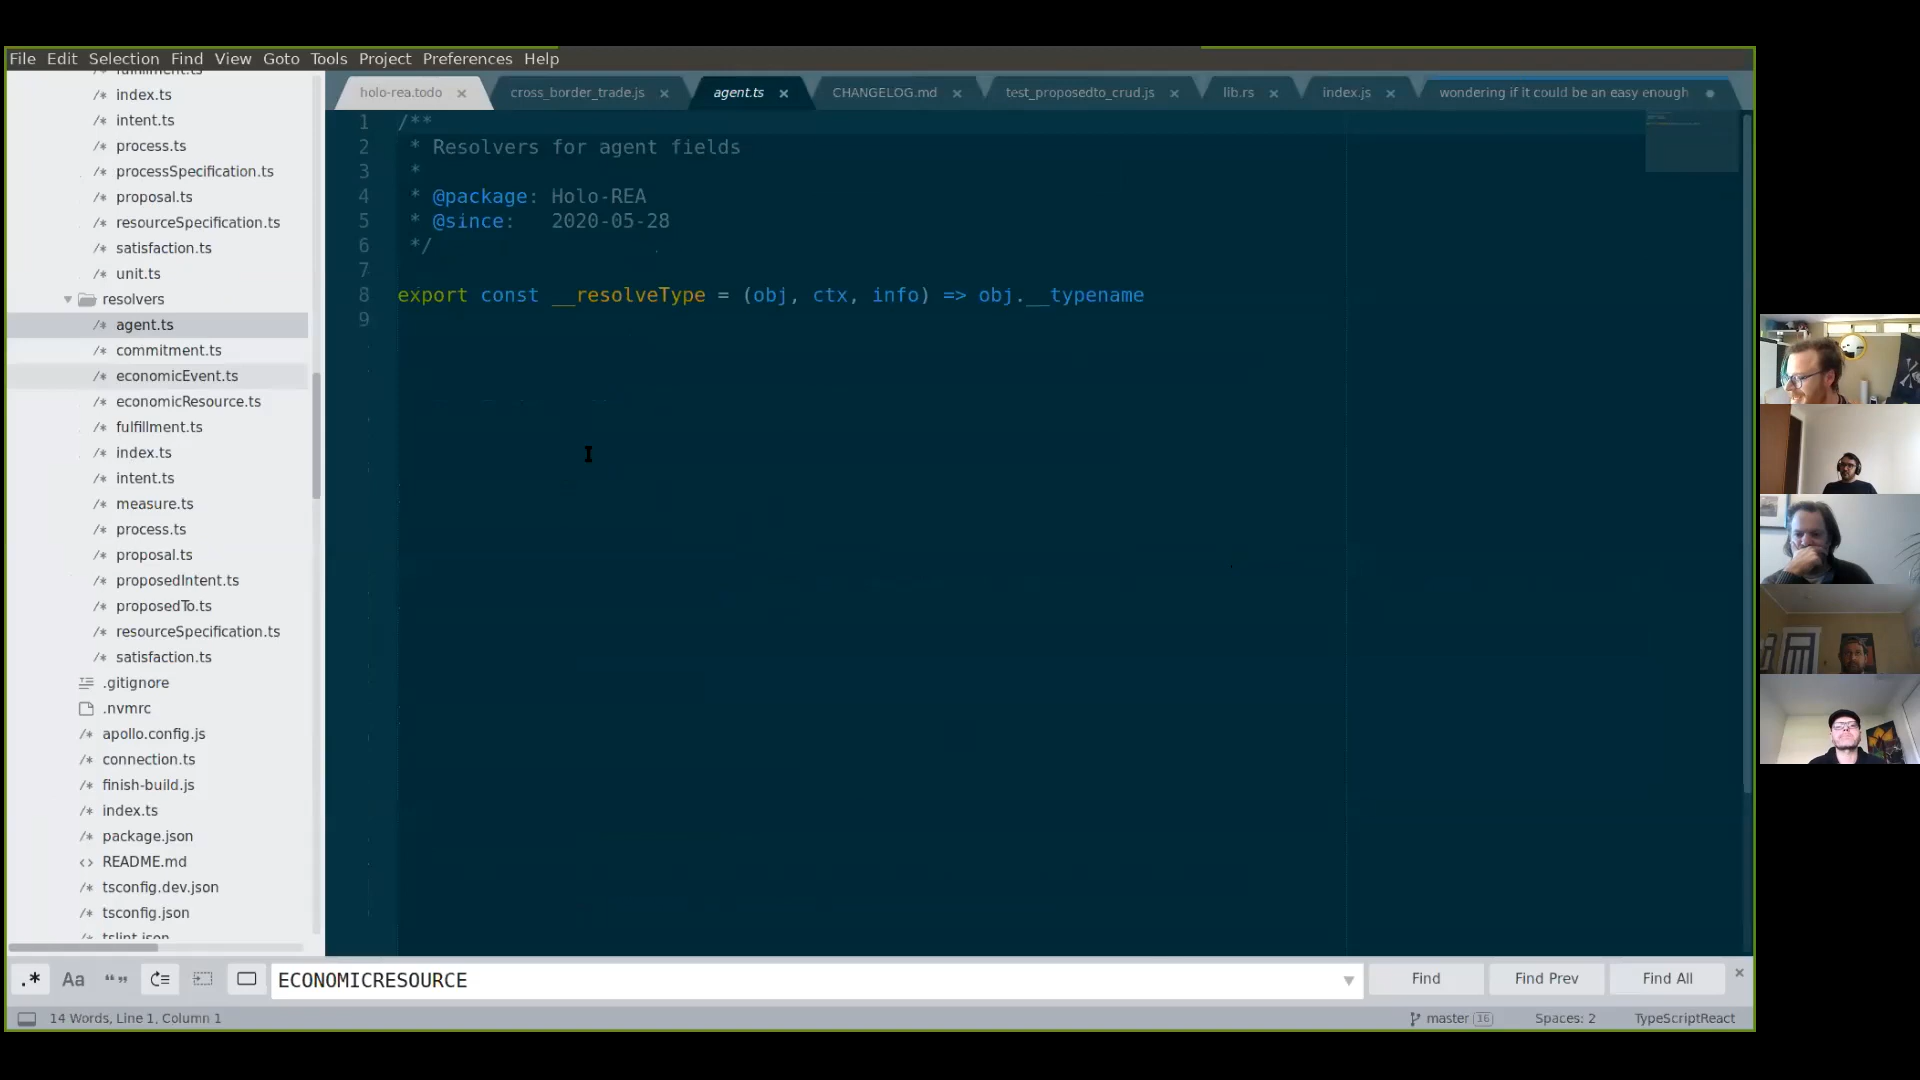 File Edit Selection Find View Goto Tools Project Preferences Help
fulfillment.ts
index.ts
intent.ts
process.ts
processSpecification.ts
proposal.ts
resourceSpecification.ts
satisfaction.ts
unit.ts
resolvers
agent.ts
commitment.ts
economicEvent.ts
economicResource.ts
fulfillment.ts
index.ts
intent.ts
measure.ts
process.ts
proposal.ts
proposedIntent.ts
proposedTo.ts
resourceSpecification.ts
satisfaction.ts
.gitignore
.nvmrc
apollo.config.js
connection.ts
finish-build.js
index.ts
package.json
README.md
tsconfig.dev.json
tsconfig.json
tslint.json
holo-rea.todo × cross_border_trade.js × agent.ts × CHANGELOG.md × test_proposedto_crud.js × lib.rs × index.js × wondering if it could be an easy enough
1 /**
2 * Resolvers for agent fields
3 *
4 * @package: Holo-REA
5 * @since: 2020-05-28
6 */
7
8 export const __resolveType = (obj, ctx, info) => obj.__typename
9
.* Aa “” ECONOMICRESOURCE Find Find Prev Find All ×
14 Words, Line 1, Column 1 master 16 Spaces: 2 TypeScriptReact